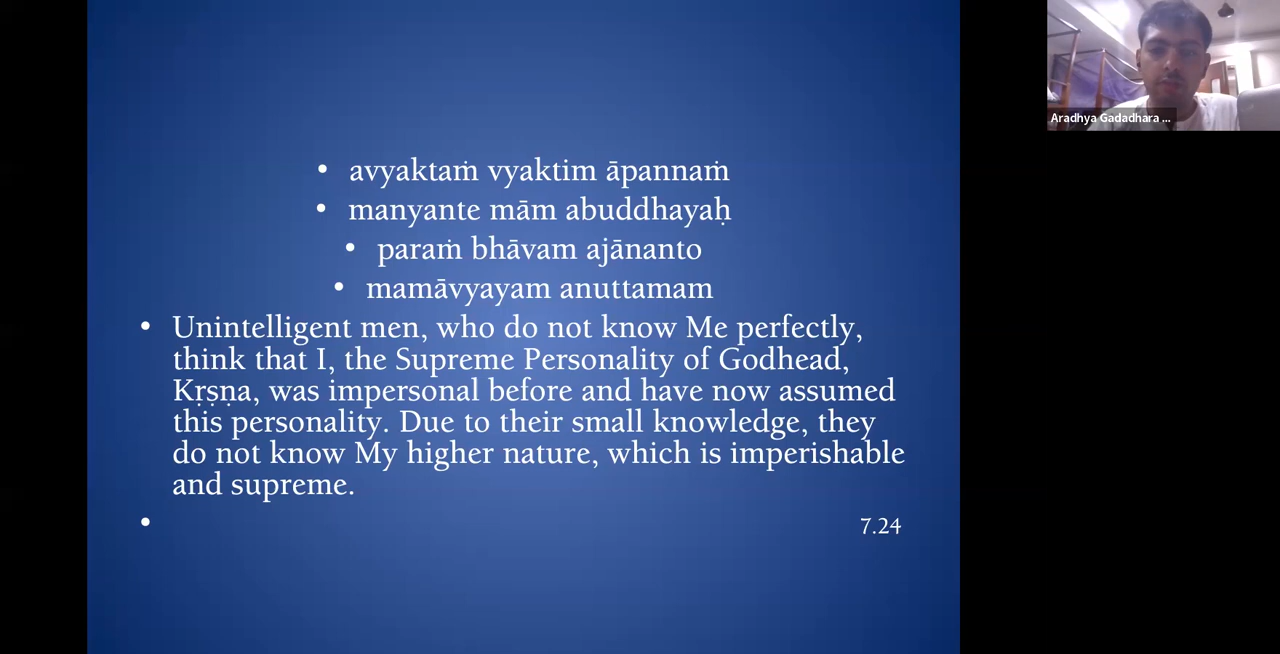 • avyaktaṁ vyaktim āpannaṁ
• manyante mām abuddhayaḥ
• paraṁ bhāvam ajānanto
• mamāvyayam anuttamam
• Unintelligent men, who do not know Me perfectly,
think that I, the Supreme Personality of Godhead,
Kṛṣṇa, was impersonal before and have now assumed
this personality. Due to their small knowledge, they
do not know My higher nature, which is imperishable
and supreme.
• 7.24
Aradhya Gadadhara ...